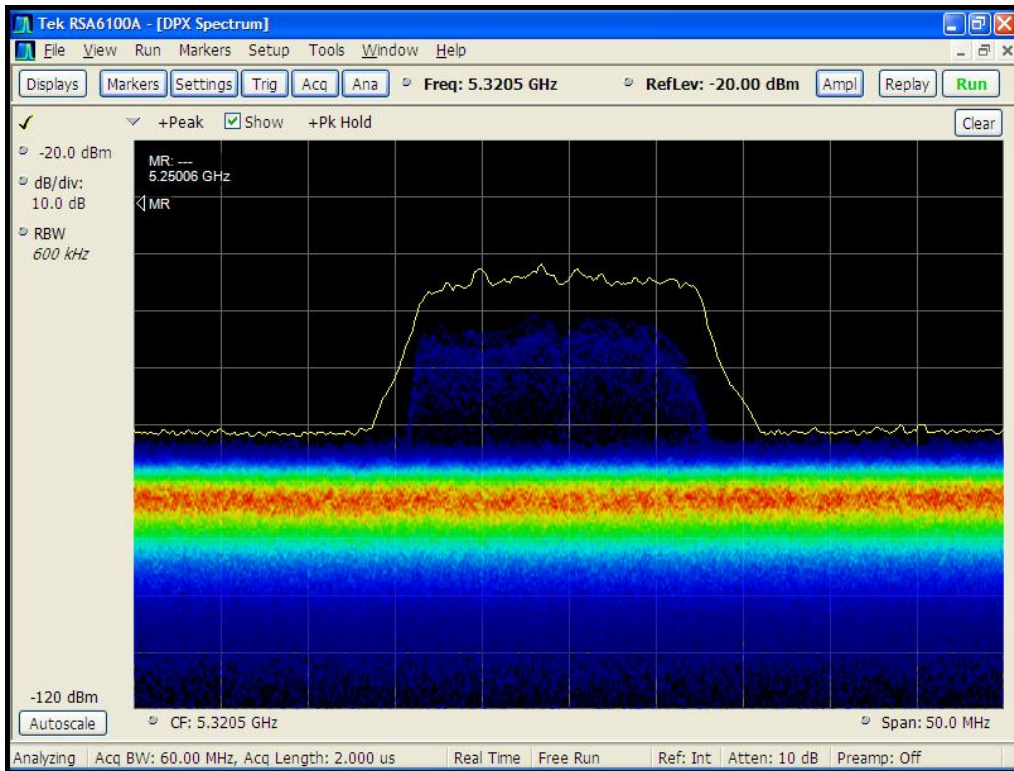 Tek RSA6100A - [DPX Spectrum]
File View Run Markers Setup Tools Window Help
Displays Markers Settings Trig Acq Ana Freq: 5.3205 GHz RefLev: -20.00 dBm Ampl Replay Run
+Peak Show +Pk Hold Clear
-20.0 dBm
dB/div:
10.0 dB
RBW
600 kHz
MR: ---
5.25006 GHz
MR
-120 dBm
Autoscale CF: 5.3205 GHz Span: 50.0 MHz
Analyzing Acq BW: 60.00 MHz, Acq Length: 2.000 us Real Time Free Run Ref: Int Atten: 10 dB Preamp: Off